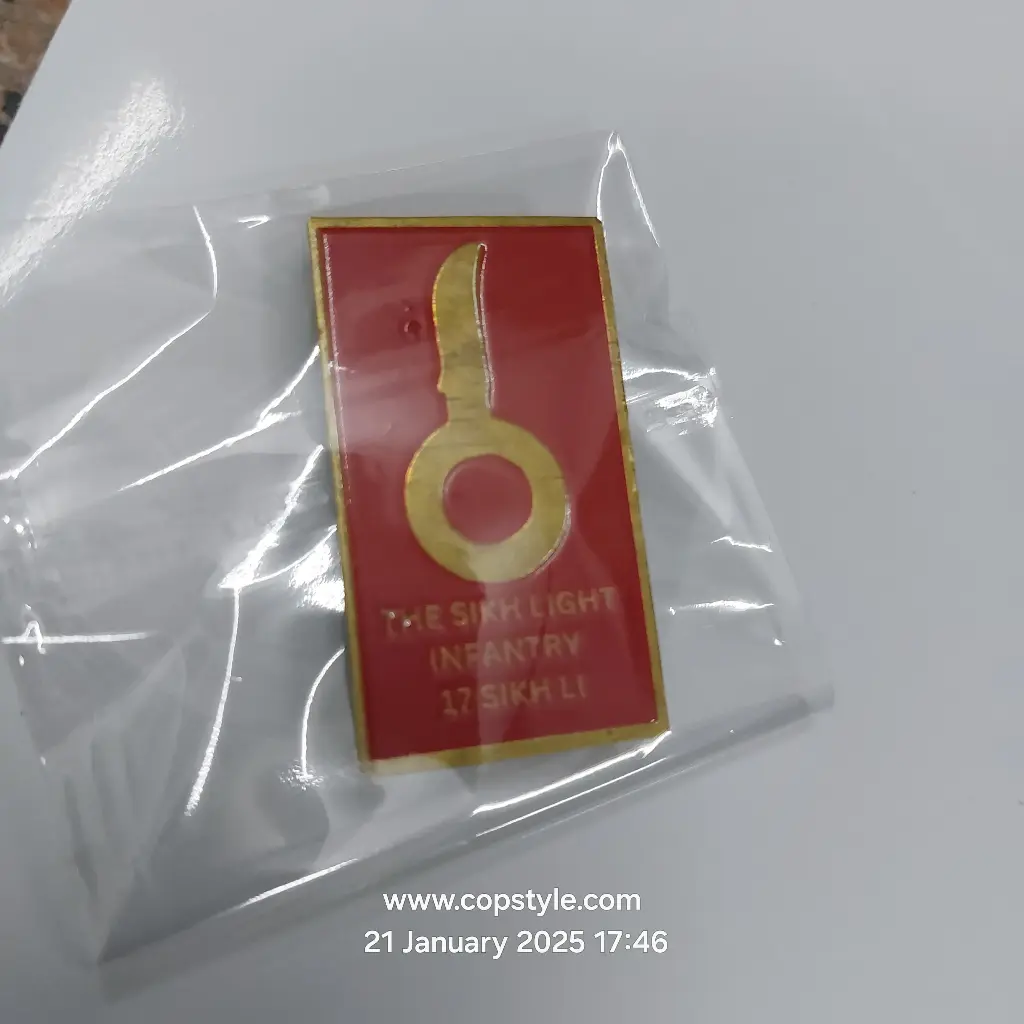 THE SIKH LIGHT
INFANTRY
17 SIKH LI
www.copstyle.com
21 January 2025 17:46